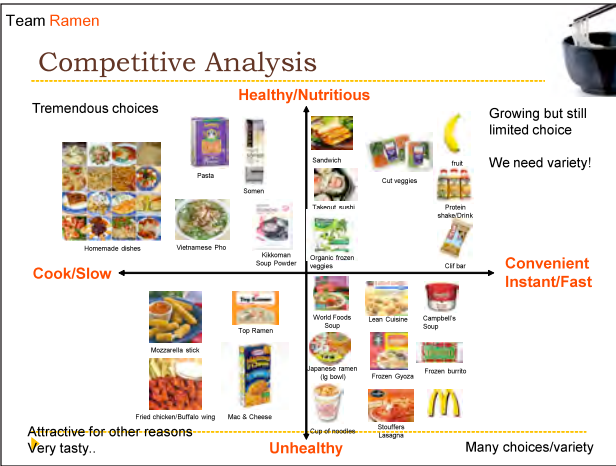 Team Ramen
Competitive Analysis
Healthy/Nutritious
Tremendous choices
Growing but still
limited choice
We need variety!
Pasta
Somen
Sandwich
Cut veggies
fruit
Takeout sushi
Protein
shake/Drink
Homemade dishes
Vietnamese Pho
Kikkoman
Soup Powder
Organic frozen
veggies
Clif bar
Cook/Slow
Convenient
Instant/Fast
Top Ramen
Mozzarella stick
Top Ramen
World Foods
Soup
Lean Cuisine
Campbell's
Soup
Japanese ramen
(lg bowl)
Frozen Gyoza
Frozen burrito
Fried chicken/Buffalo wing
Mac & Cheese
Cup of noodles
Stouffers
Lasagna
Attractive for other reasons
Very tasty..
Unhealthy
Many choices/variety